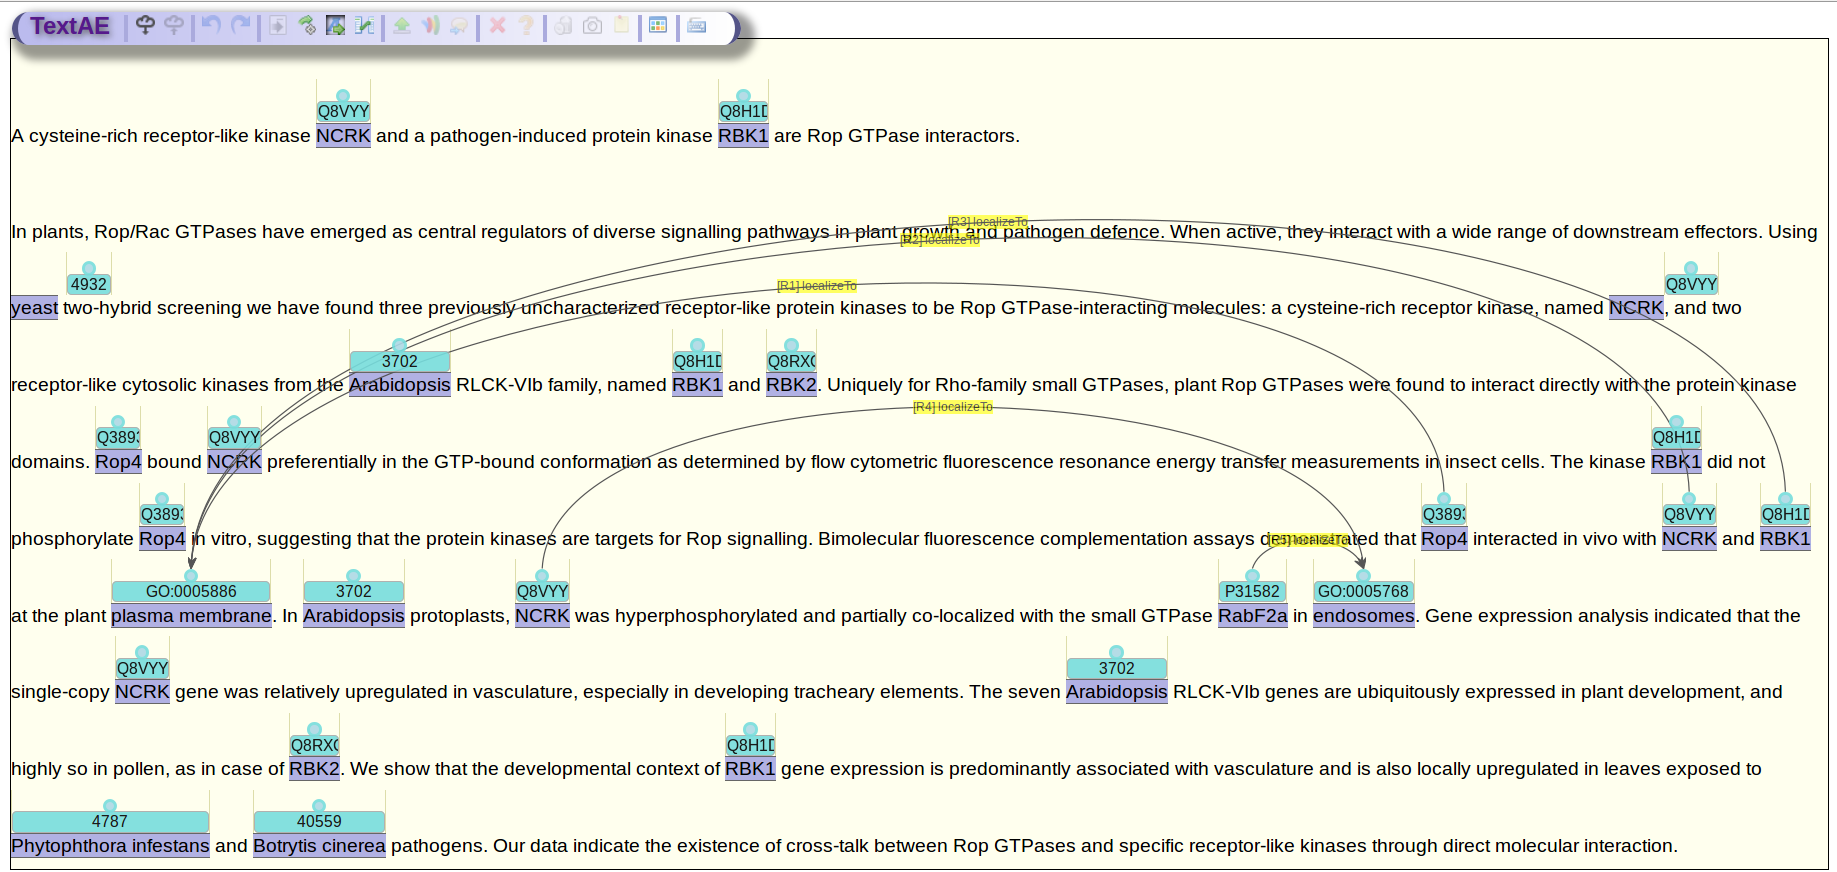 TextAE
Q8VYY Q8H1D
A cysteine-rich receptor-like kinase NCRK and a pathogen-induced protein kinase RBK1 are Rop GTPase interactors.
[R3] localizeTo
In plants, Rop/Rac GTPases have emerged as central regulators of diverse signalling pathways in plant growth and pathogen defence. When active, they interact with a wide range of downstream effectors. Using
[R2] localizeTo
4932 [R1] localizeTo Q8VYY
yeast two-hybrid screening we have found three previously uncharacterized receptor-like protein kinases to be Rop GTPase-interacting molecules: a cysteine-rich receptor kinase, named NCRK, and two
3702 Q8H1D Q8RX
receptor-like cytosolic kinases from the Arabidopsis RLCK-VIb family, named RBK1 and RBK2. Uniquely for Rho-family small GTPases, plant Rop GTPases were found to interact directly with the protein kinase
[R4] localizeTo
Q389 Q8VYY Q8H1D
domains. Rop4 bound NCRK preferentially in the GTP-bound conformation as determined by flow cytometric fluorescence resonance energy transfer measurements in insect cells. The kinase RBK1 did not
Q389 Q389 Q8VYY Q8H1D
phosphorylate Rop4 in vitro, suggesting that the protein kinases are targets for Rop signalling. Bimolecular fluorescence complementation assays demonstrated that Rop4 interacted in vivo with NCRK and RBK1
[R5] localizeTo
GO:0005886 3702 Q8VYY P31582 GO:0005768
at the plant plasma membrane. In Arabidopsis protoplasts, NCRK was hyperphosphorylated and partially co-localized with the small GTPase RabF2a in endosomes. Gene expression analysis indicated that the
Q8VYY 3702
single-copy NCRK gene was relatively upregulated in vasculature, especially in developing tracheary elements. The seven Arabidopsis RLCK-VIb genes are ubiquitously expressed in plant development, and
Q8RX Q8H1D
highly so in pollen, as in case of RBK2. We show that the developmental context of RBK1 gene expression is predominantly associated with vasculature and is also locally upregulated in leaves exposed to
4787 40559
Phytophthora infestans and Botrytis cinerea pathogens. Our data indicate the existence of cross-talk between Rop GTPases and specific receptor-like kinases through direct molecular interaction.